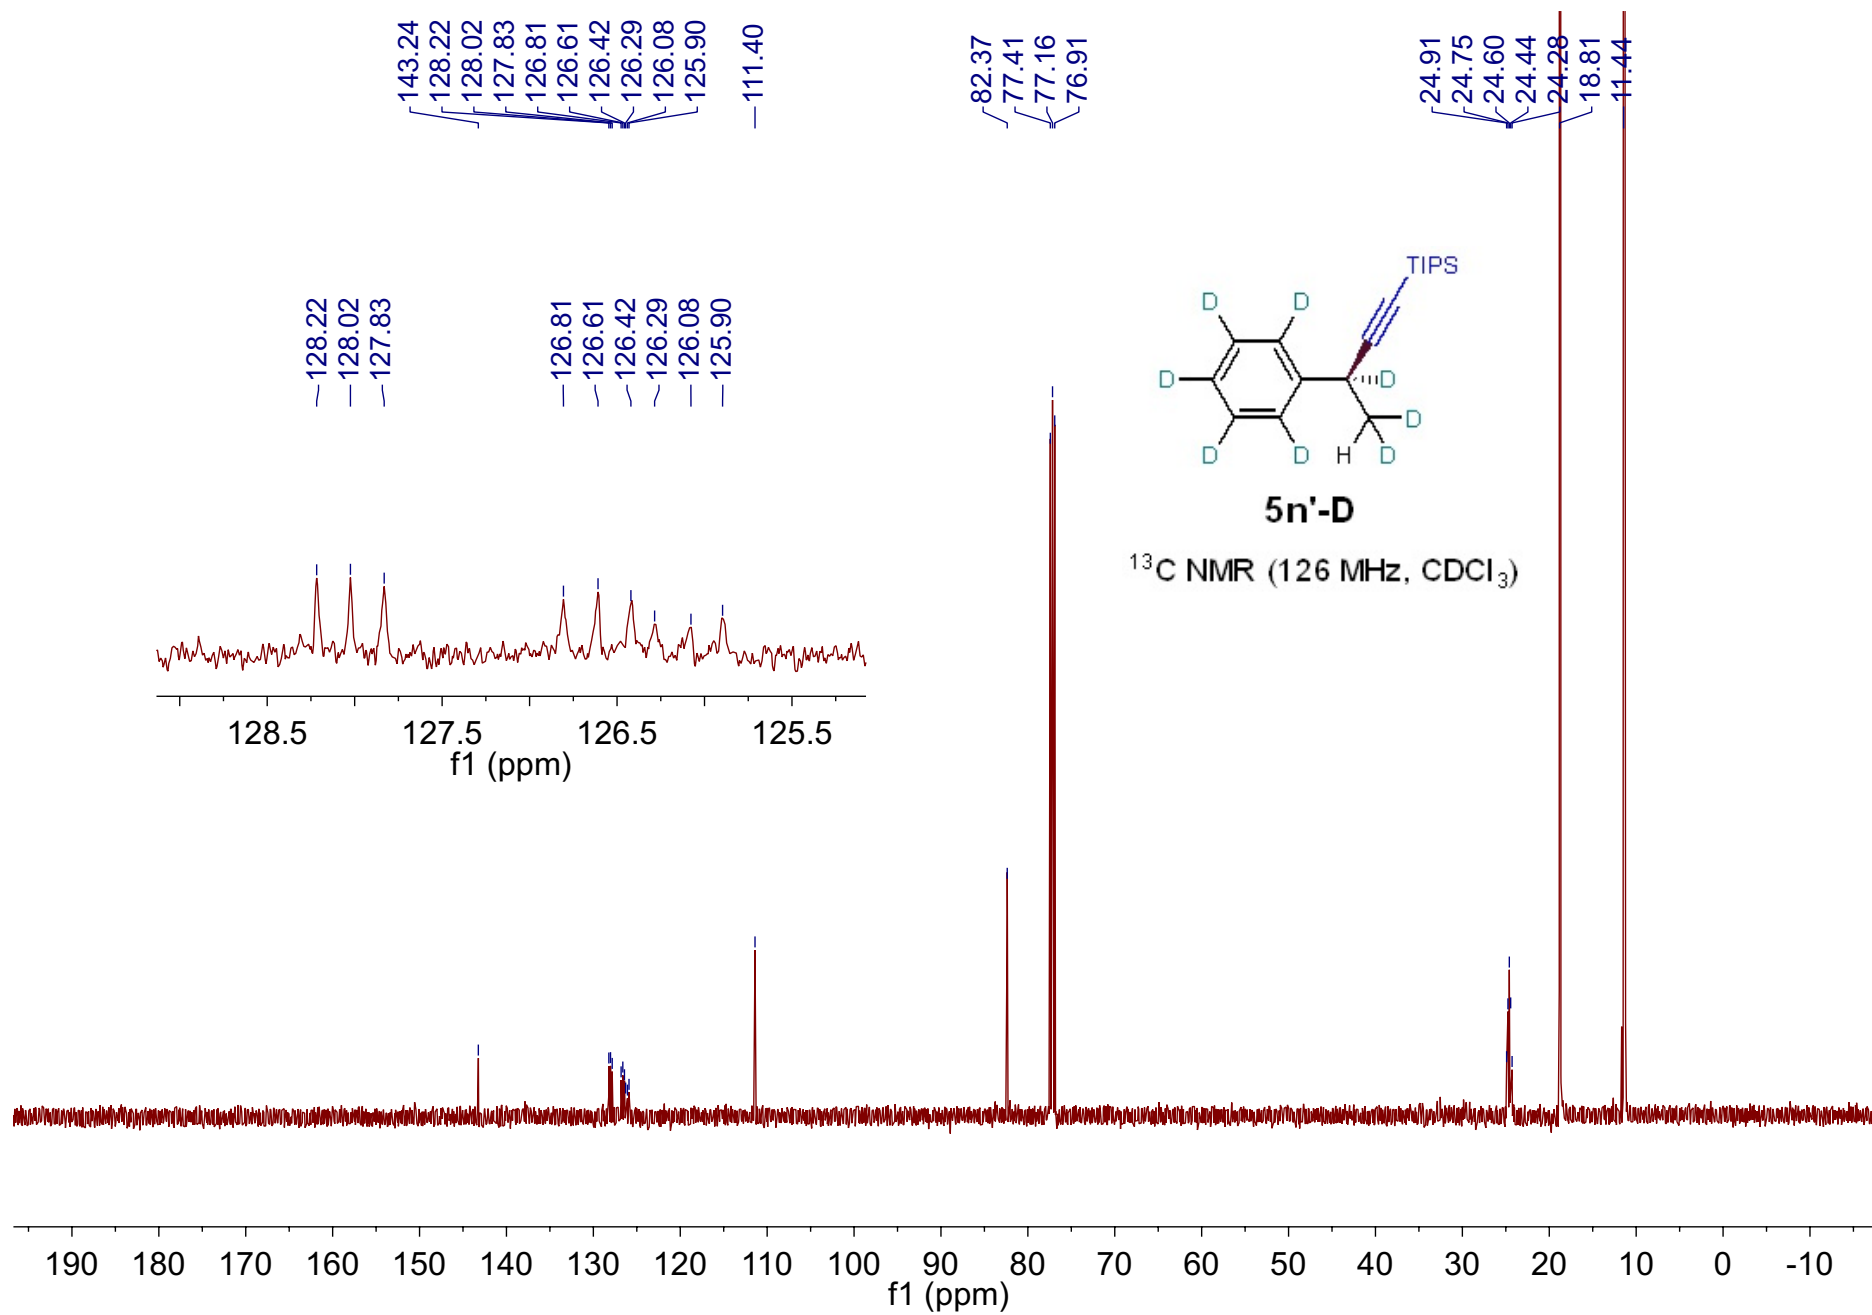 143.24
128.22
128.02
127.83
126.81
126.61
126.42
126.29
126.08
125.90
111.40
82.37
77.41
77.16
76.91
24.91
24.75
24.60
24.44
24.28
18.81
11.44
128.22
128.02
127.83
126.81
126.61
126.42
126.29
126.08
125.90
128.5 127.5 126.5 125.5
f1 (ppm)
TIPS
D D
D D
D
D D H D
5n'-D
¹³C NMR (126 MHz, CDCl₃)
190 180 170 160 150 140 130 120 110 100 90 80 70 60 50 40 30 20 10 0 -10
f1 (ppm)